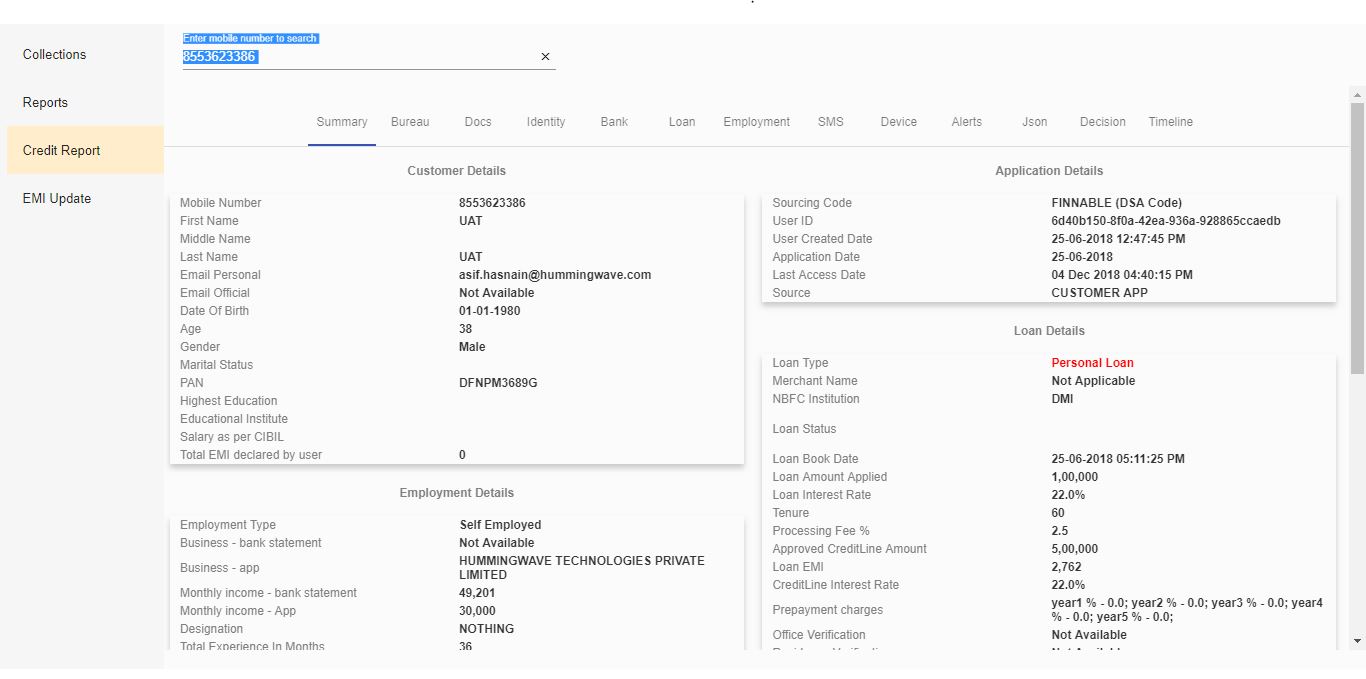 Collections
Reports
Credit Report
EMI Update
Enter mobile number to search
8553623386 ×
Summary Bureau Docs Identity Bank Loan Employment SMS Device Alerts Json Decision Timeline
Customer Details
Mobile Number 8553623386
First Name UAT
Middle Name
Last Name UAT
Email Personal asif.hasnain@hummingwave.com
Email Official Not Available
Date Of Birth 01-01-1980
Age 38
Gender Male
Marital Status
PAN DFNPM3689G
Highest Education
Educational Institute
Salary as per CIBIL
Total EMI declared by user 0
Employment Details
Employment Type Self Employed
Business - bank statement Not Available
Business - app HUMMINGWAVE TECHNOLOGIES PRIVATE
LIMITED
Monthly income - bank statement 49,201
Monthly income - App 30,000
Designation NOTHING
Total Experience In Months 36
Application Details
Sourcing Code FINNABLE (DSA Code)
User ID 6d40b150-8f0a-42ea-936a-928865ccaedb
User Created Date 25-06-2018 12:47:45 PM
Application Date 25-06-2018
Last Access Date 04 Dec 2018 04:40:15 PM
Source CUSTOMER APP
Loan Details
Loan Type Personal Loan
Merchant Name Not Applicable
NBFC Institution DMI
Loan Status
Loan Book Date 25-06-2018 05:11:25 PM
Loan Amount Applied 1,00,000
Loan Interest Rate 22.0%
Tenure 60
Processing Fee % 2.5
Approved CreditLine Amount 5,00,000
Loan EMI 2,762
CreditLine Interest Rate 22.0%
Prepayment charges year1 % - 0.0; year2 % - 0.0; year3 % - 0.0; year4
% - 0.0; year5 % - 0.0;
Office Verification Not Available